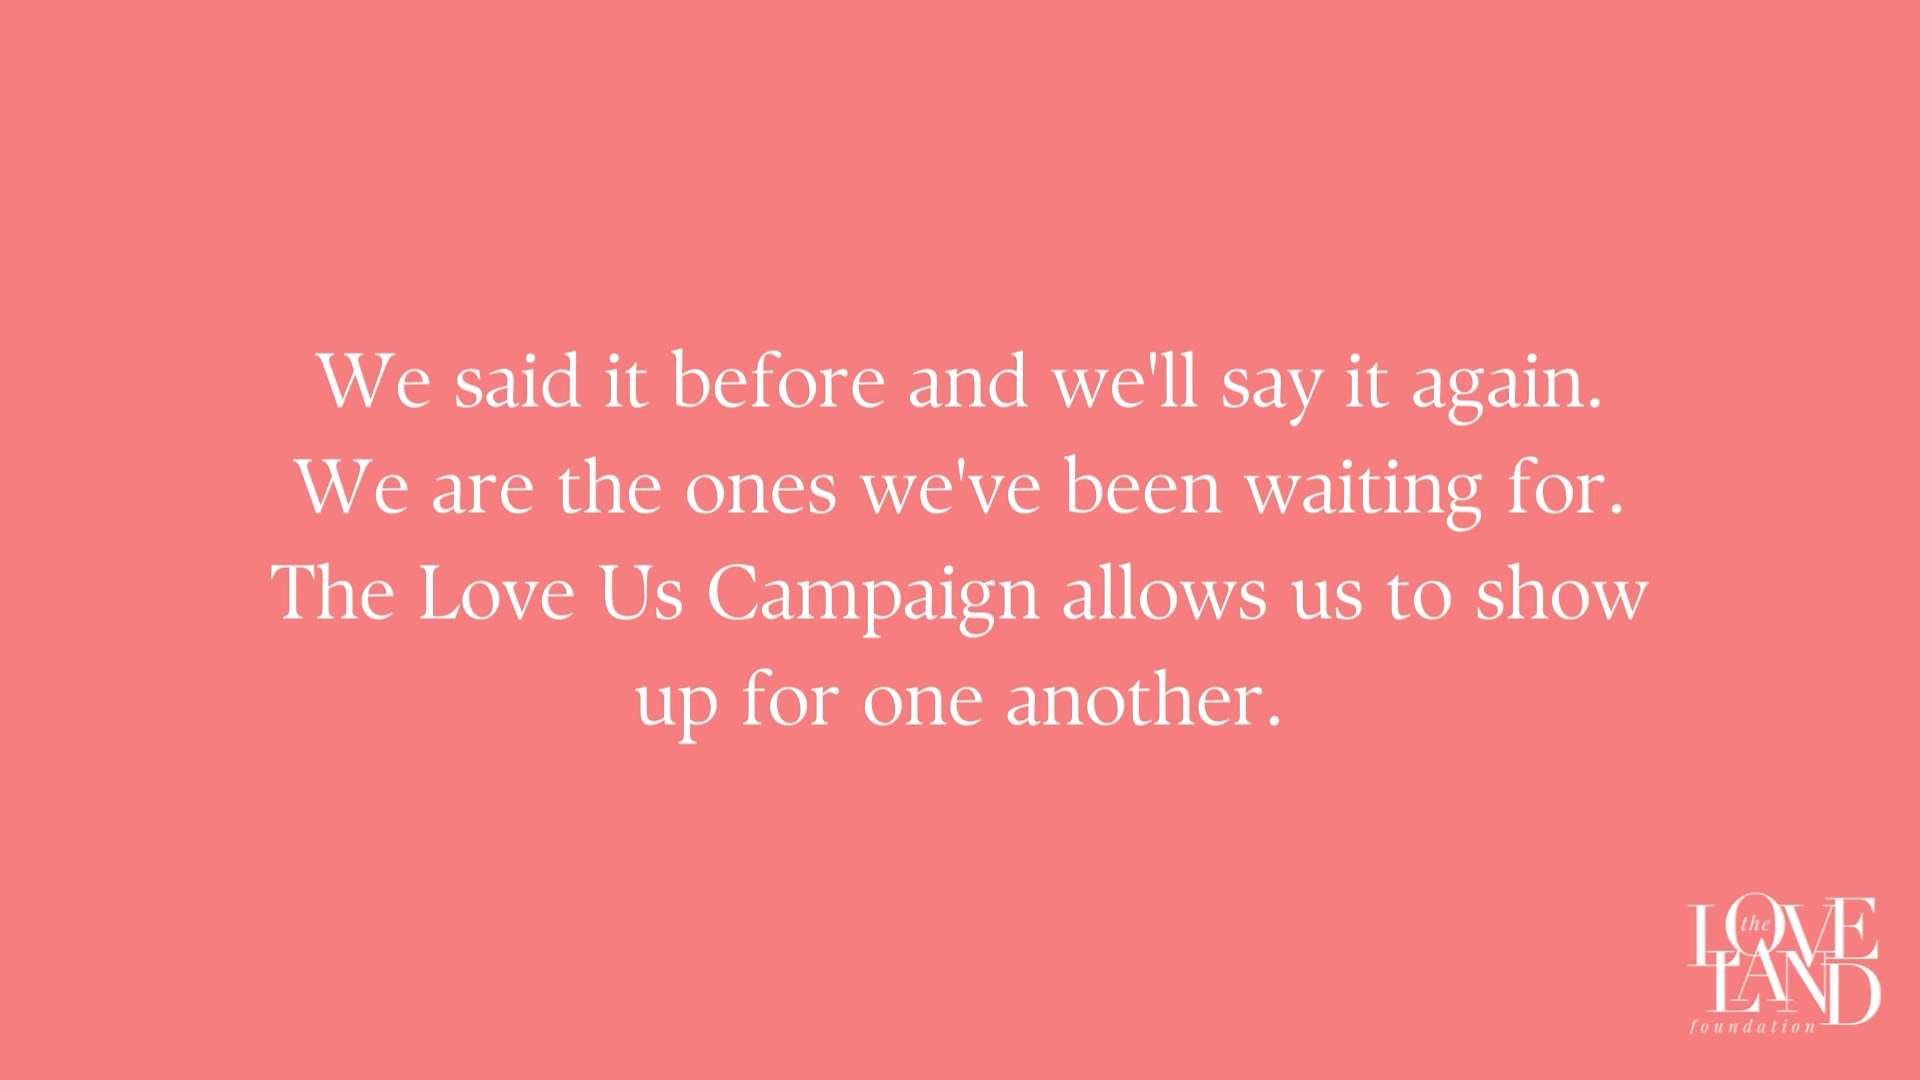 We said it before and we'll say it again.
We are the ones we've been waiting for.
The Love Us Campaign allows us to show
up for one another.
the
LOVE
LAND
foundation